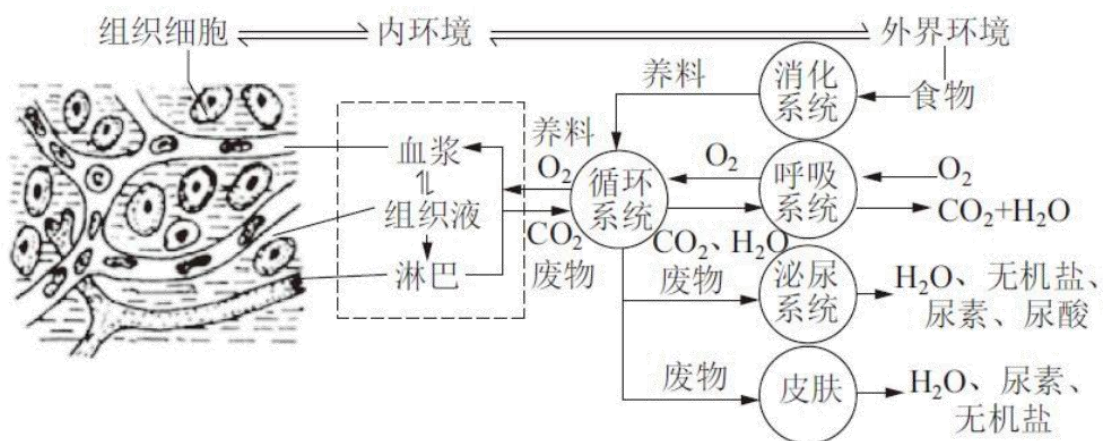 组织细胞 内环境 外界环境
养料 消化
系统 食物
养料
血浆 O₂ 循环
系统 O₂ 呼吸
系统 O₂
组织液 CO₂ CO₂、H₂O CO₂+H₂O
淋巴 废物 废物 泌尿
系统 H₂O、无机盐、
尿素、尿酸
废物 皮肤 H₂O、尿素、
无机盐